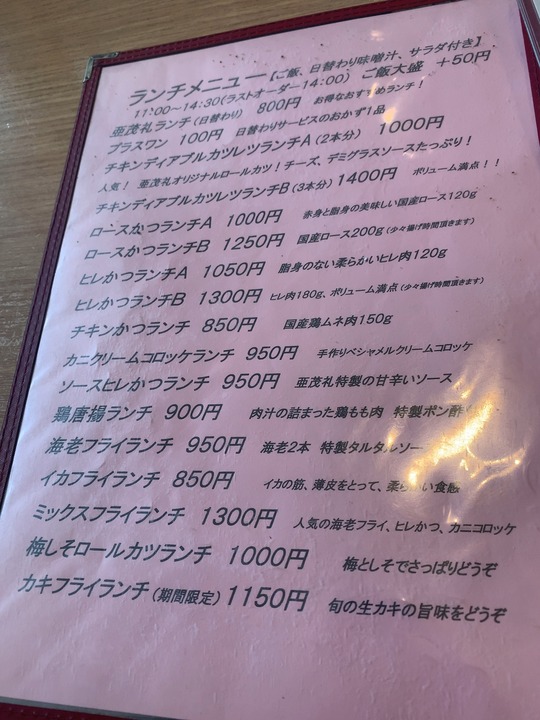 ランチメニュー【ご飯、日替わり味噌汁、サラダ付き】
11:00～14:30(ラストオーダー14:00) ご飯大盛 ＋50円
亜茂礼ランチ(日替わり) 800円 お得なおすすめランチ！
プラスワン 100円 日替わりサービスのおかず1品
チキンディアブルカツレツランチA(2本分) 1000円
人気！ 亜茂礼オリジナルロールカツ！チーズ、デミグラスソースたっぷり！
チキンディアブルカツレツランチB(3本分) 1400円 ボリューム満点！！
ロースかつランチA 1000円 赤身と脂身の美味しい国産ロース120g
ロースかつランチB 1250円 国産ロース200g(少々揚げ時間頂きます)
ヒレかつランチA 1050円 脂身のない柔らかいヒレ肉120g
ヒレかつランチB 1300円 ヒレ肉180g、ボリューム満点(少々揚げ時間頂きます)
チキンかつランチ 850円 国産鶏ムネ肉150g
カニクリームコロッケランチ 950円 手作りベシャメルクリームコロッケ
ソースヒレかつランチ 950円 亜茂礼特製の甘辛いソース
鶏唐揚ランチ 900円 肉汁の詰まった鶏もも肉 特製ポン酢
海老フライランチ 950円 海老2本 特製タルタルソー
イカフライランチ 850円 イカの筋、薄皮をとって、柔らかい食感
ミックスフライランチ 1300円 人気の海老フライ、ヒレかつ、カニコロッケ
梅しそロールカツランチ 1000円 梅としそでさっぱりどうぞ
カキフライランチ(期間限定) 1150円 旬の生カキの旨味をどうぞ